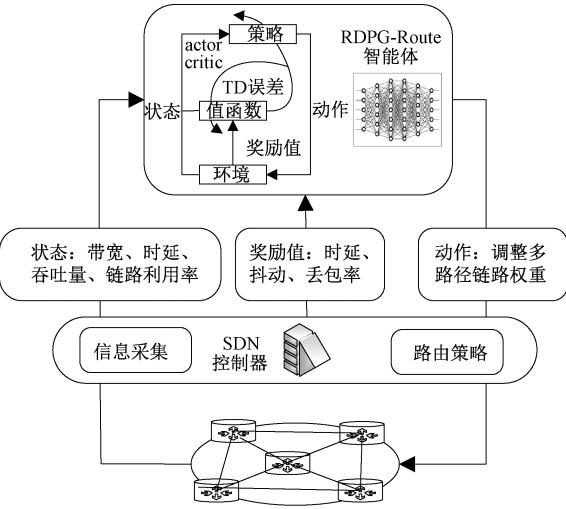 actor
critic
策略
RDPG-Route
智能体
TD误差
状态
值函数
动作
奖励值
环境
状态：带宽、时延、
吞吐量、链路利用率
奖励值：时延、
抖动、丢包率
动作：调整多
路径链路权重
信息采集
SDN
控制器
路由策略